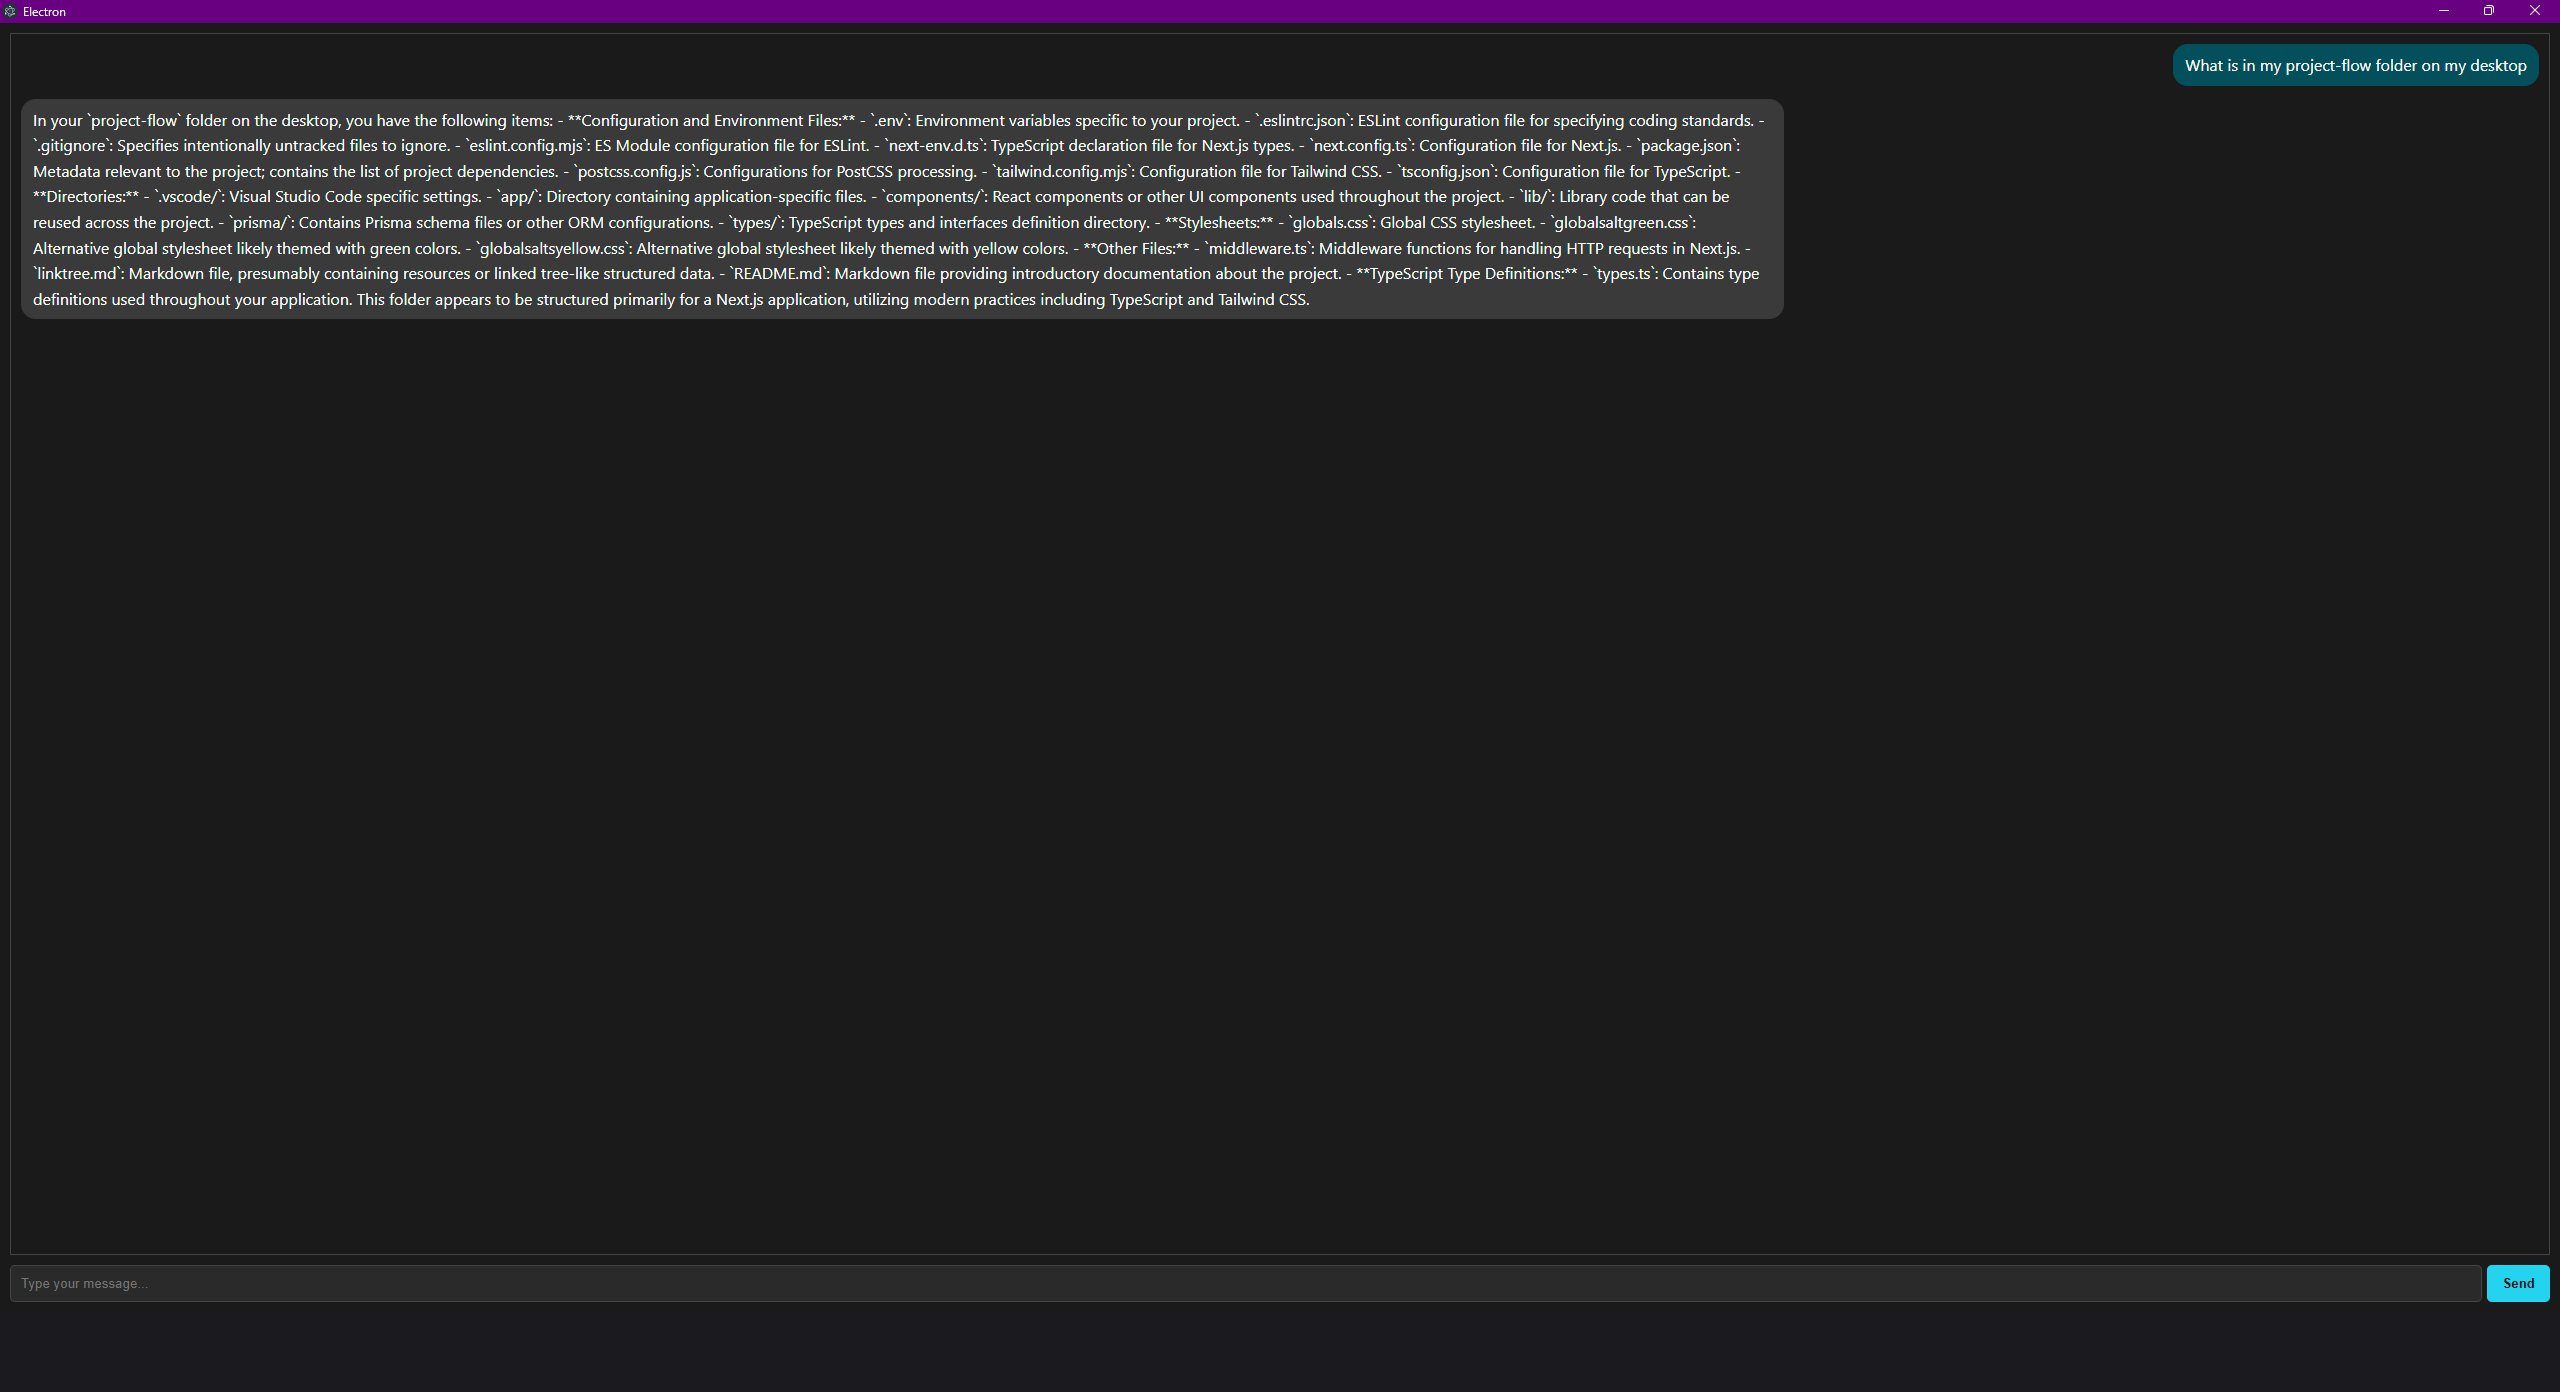 Electron
What is in my project-flow folder on my desktop
In your `project-flow` folder on the desktop, you have the following items: - **Configuration and Environment Files:** - `.env`: Environment variables specific to your project. - `.eslintrc.json`: ESLint configuration file for specifying coding standards. -
`.gitignore`: Specifies intentionally untracked files to ignore. - `eslint.config.mjs`: ES Module configuration file for ESLint. - `next-env.d.ts`: TypeScript declaration file for Next.js types. - `next.config.ts`: Configuration file for Next.js. - `package.json`:
Metadata relevant to the project; contains the list of project dependencies. - `postcss.config.js`: Configurations for PostCSS processing. - `tailwind.config.mjs`: Configuration file for Tailwind CSS. - `tsconfig.json`: Configuration file for TypeScript. -
**Directories:** - `.vscode/`: Visual Studio Code specific settings. - `app/`: Directory containing application-specific files. - `components/`: React components or other UI components used throughout the project. - `lib/`: Library code that can be
reused across the project. - `prisma/`: Contains Prisma schema files or other ORM configurations. - `types/`: TypeScript types and interfaces definition directory. - **Stylesheets:** - `globals.css`: Global CSS stylesheet. - `globalsaltgreen.css`:
Alternative global stylesheet likely themed with green colors. - `globalsaltsyellow.css`: Alternative global stylesheet likely themed with yellow colors. - **Other Files:** - `middleware.ts`: Middleware functions for handling HTTP requests in Next.js. -
`linktree.md`: Markdown file, presumably containing resources or linked tree-like structured data. - `README.md`: Markdown file providing introductory documentation about the project. - **TypeScript Type Definitions:** - `types.ts`: Contains type
definitions used throughout your application. This folder appears to be structured primarily for a Next.js application, utilizing modern practices including TypeScript and Tailwind CSS.
Type your message...
Send